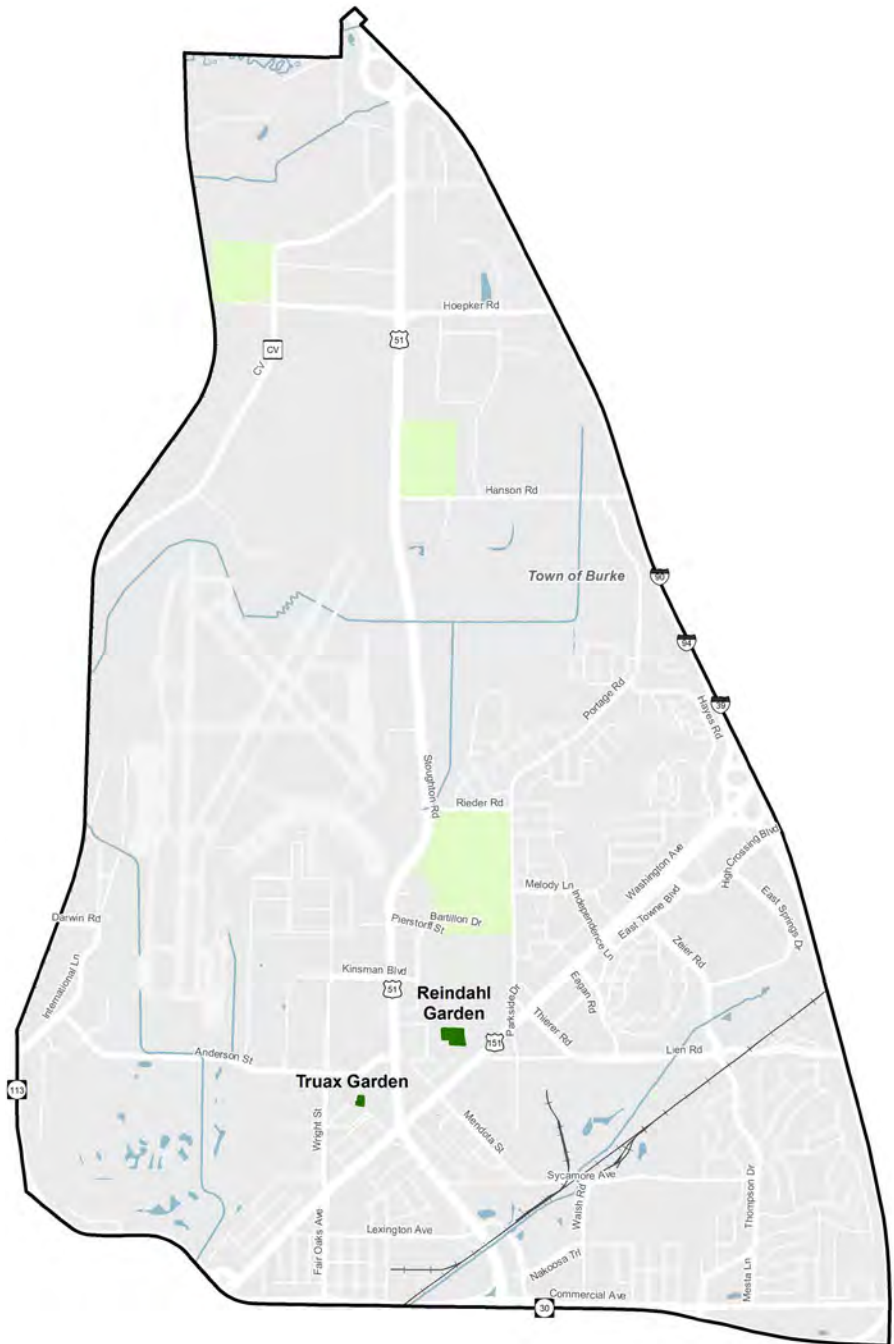 Hoepker Rd
51
CV
CV
Hanson Rd
Town of Burke
90
94
39
Hayes Rd
Portage Rd
Stoughton Rd
Rieder Rd
Washington Ave
High Crossing Blvd
East Towne Blvd
East Springs Dr
Melody Ln
Independence Ln
Zeier Rd
Eagan Rd
Bartillon Dr
Pierstorff St
Darwin Rd
International Ln
Kinsman Blvd
51
Reindahl
Garden
Parkside Dr
151
Thierer Rd
Lien Rd
Anderson St
Truax Garden
113
Wright St
Mendota St
Sycamore Ave
Walsh Rd
Thompson Dr
Lexington Ave
Fair Oaks Ave
Nakoosa Trl
Mesta Ln
Commercial Ave
30